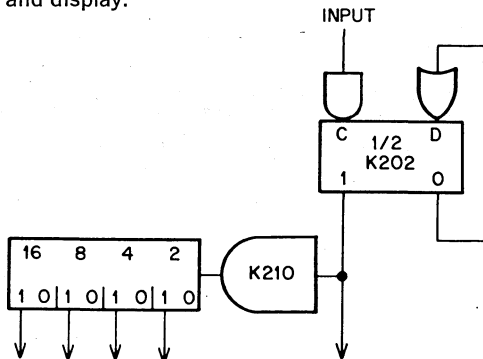 and display.
INPUT
C D
1/2
K202
1 0
16 8 4 2
K210
1 0 1 0 1 0 1 0